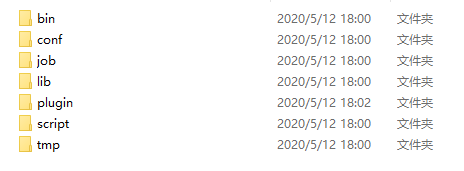 bin 2020/5/12 18:00 文件夹
conf 2020/5/12 18:00 文件夹
job 2020/5/12 18:00 文件夹
lib 2020/5/12 18:00 文件夹
plugin 2020/5/12 18:02 文件夹
script 2020/5/12 18:00 文件夹
tmp 2020/5/12 18:00 文件夹